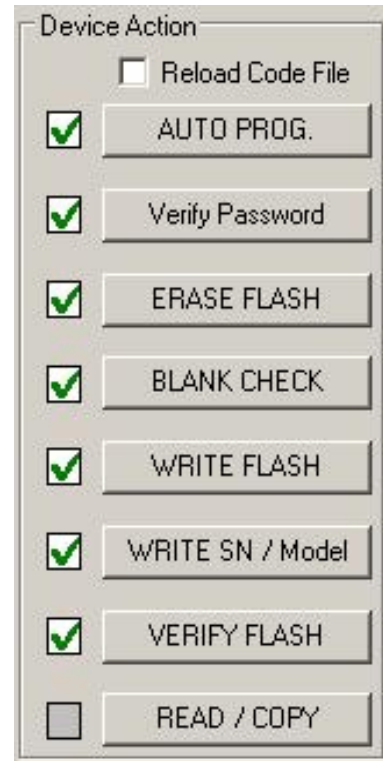 Device Action
Reload Code File
AUTO PROG.
Verify Password
ERASE FLASH
BLANK CHECK
WRITE FLASH
WRITE SN / Model
VERIFY FLASH
READ / COPY